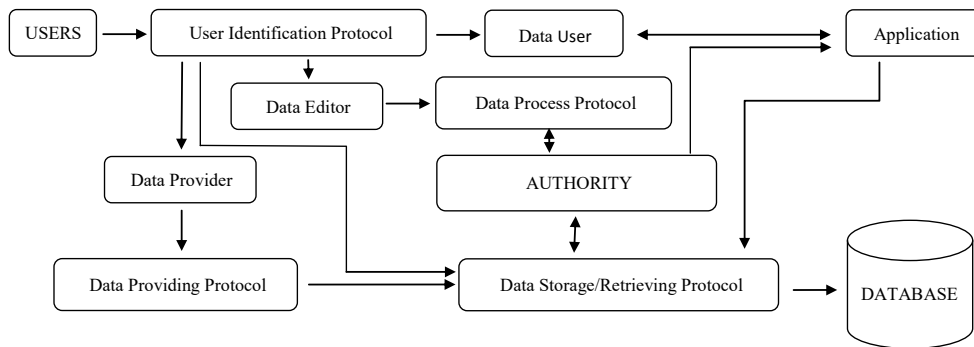 USERS
User Identification Protocol
Data User
Application
Data Editor
Data Process Protocol
Data Provider
AUTHORITY
Data Providing Protocol
Data Storage/Retrieving Protocol
DATABASE